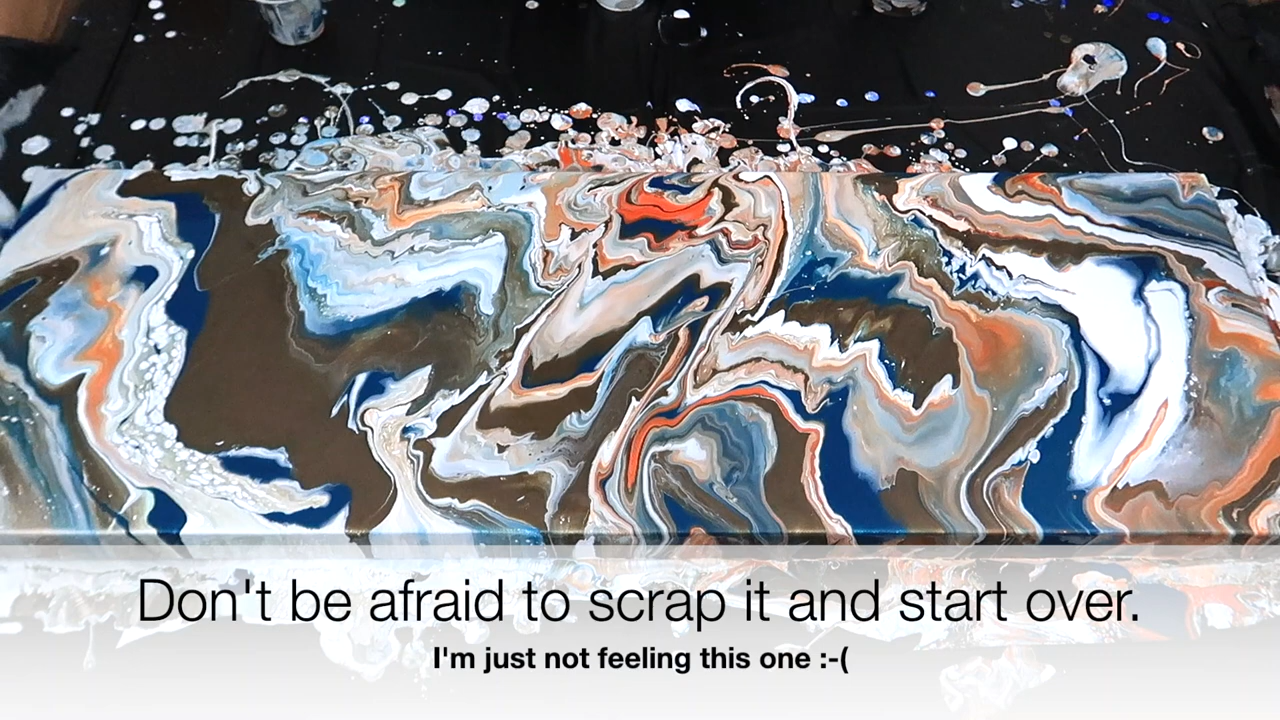 Don't be afraid to scrap it and start over.
I'm just not feeling this one :-(